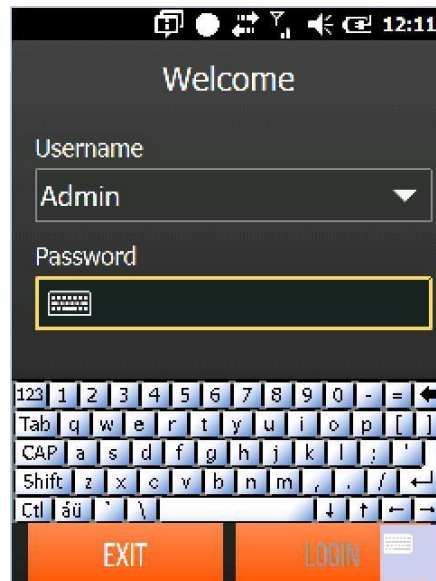 12:11
Welcome
Username
Admin
Password
123 1 2 3 4 5 6 7 8 9 0 - =
Tab q w e r t y u i o p [ ]
CAP a s d f g h j k l ; '
Shift z x c v b n m , . /
Ctl áü ` \
EXIT LOGIN